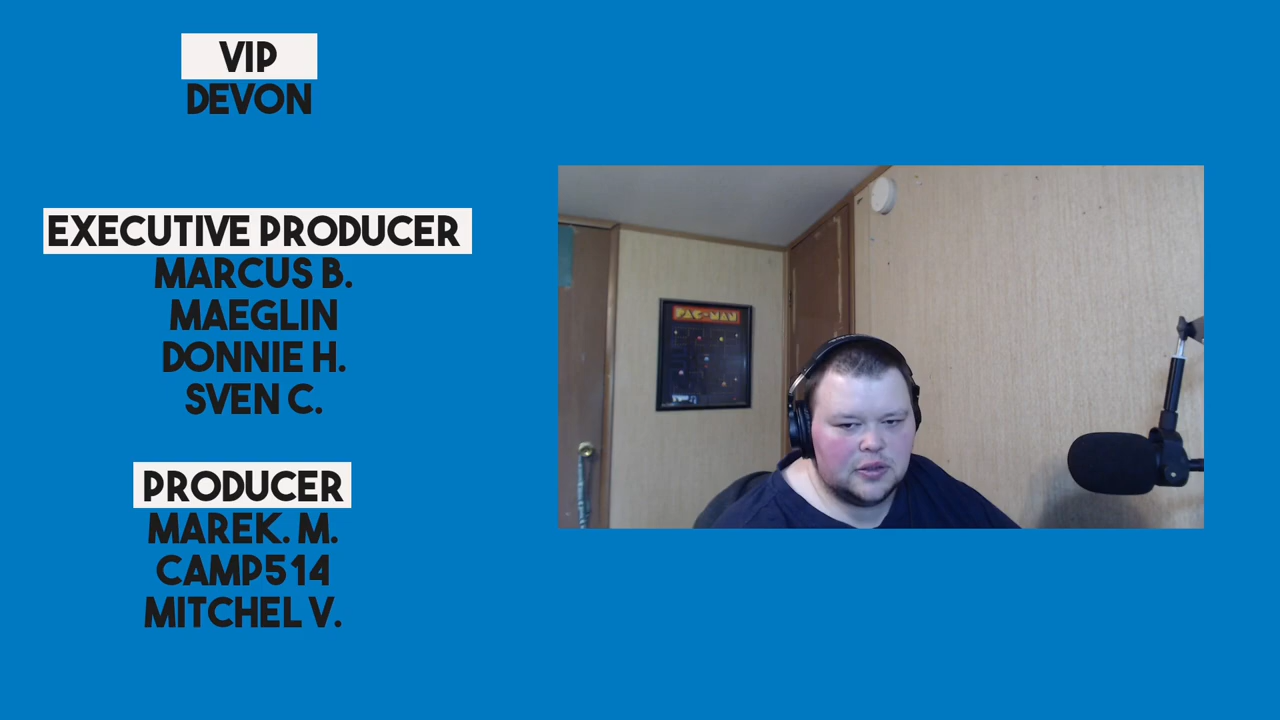 VIP
DEVON
EXECUTIVE PRODUCER
MARCUS B.
MAEGLIN
DONNIE H.
SVEN C.
PRODUCER
MAREK. M.
CAMP514
MITCHEL V.
PAC-MAN